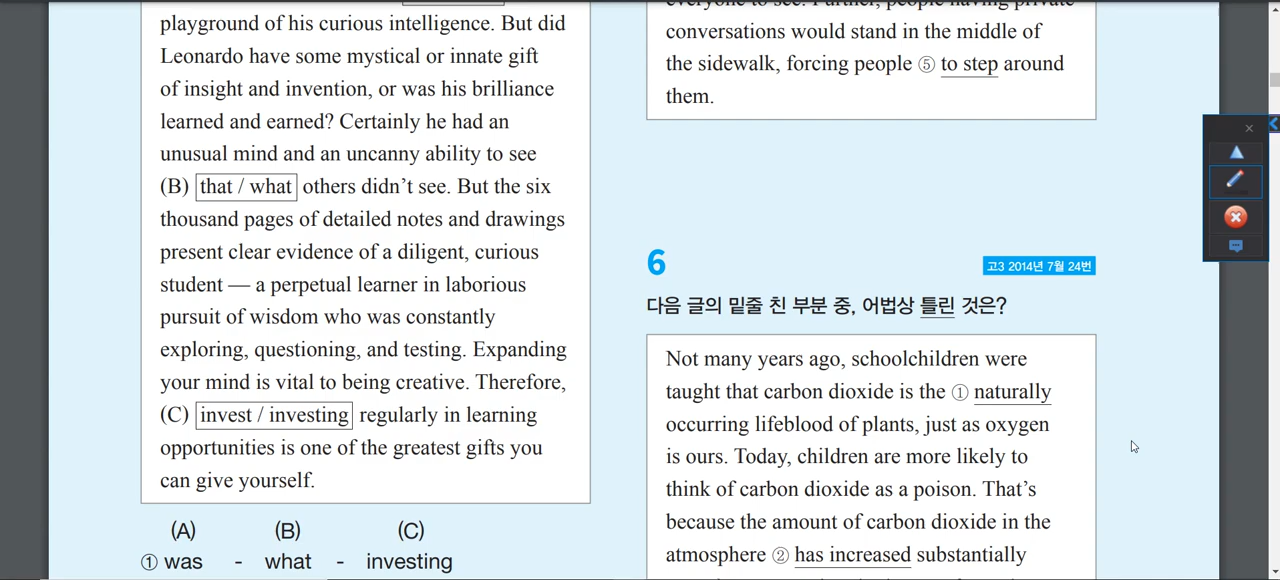 playground of his curious intelligence. But did
Leonardo have some mystical or innate gift
of insight and invention, or was his brilliance
learned and earned? Certainly he had an
unusual mind and an uncanny ability to see
(B) that / what others didn't see. But the six
thousand pages of detailed notes and drawings
present clear evidence of a diligent, curious
student — a perpetual learner in laborious
pursuit of wisdom who was constantly
exploring, questioning, and testing. Expanding
your mind is vital to being creative. Therefore,
(C) invest / investing regularly in learning
opportunities is one of the greatest gifts you
can give yourself.
(A) (B) (C)
① was - what - investing
everyone to see. Further, people having private
conversations would stand in the middle of
the sidewalk, forcing people ⑤ to step around
them.
6
고3 2014년 7월 24번
다음 글의 밑줄 친 부분 중, 어법상 틀린 것은?
Not many years ago, schoolchildren were
taught that carbon dioxide is the ① naturally
occurring lifeblood of plants, just as oxygen
is ours. Today, children are more likely to
think of carbon dioxide as a poison. That's
because the amount of carbon dioxide in the
atmosphere ② has increased substantially